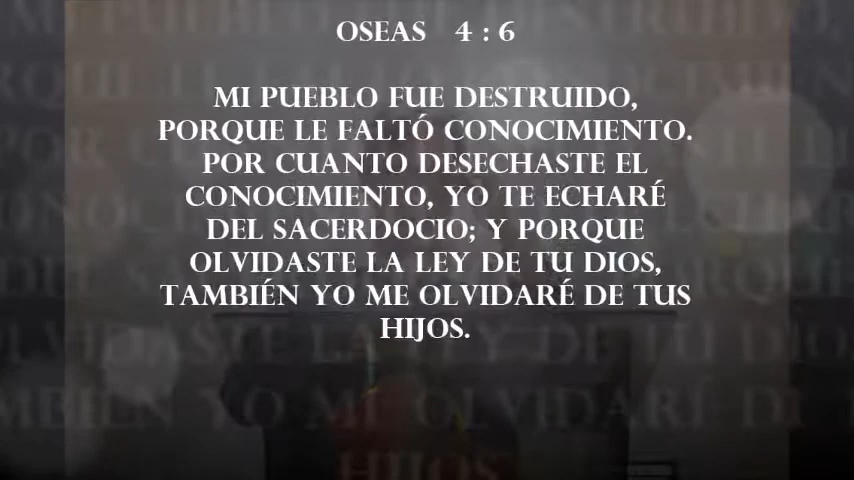 OSEAS 4 : 6
MI PUEBLO FUE DESTRUIDO,
PORQUE LE FALTÓ CONOCIMIENTO.
POR CUANTO DESECHASTE EL
CONOCIMIENTO, YO TE ECHARÉ
DEL SACERDOCIO; Y PORQUE
OLVIDASTE LA LEY DE TU DIOS,
TAMBIÉN YO ME OLVIDARÉ DE TUS
HIJOS.